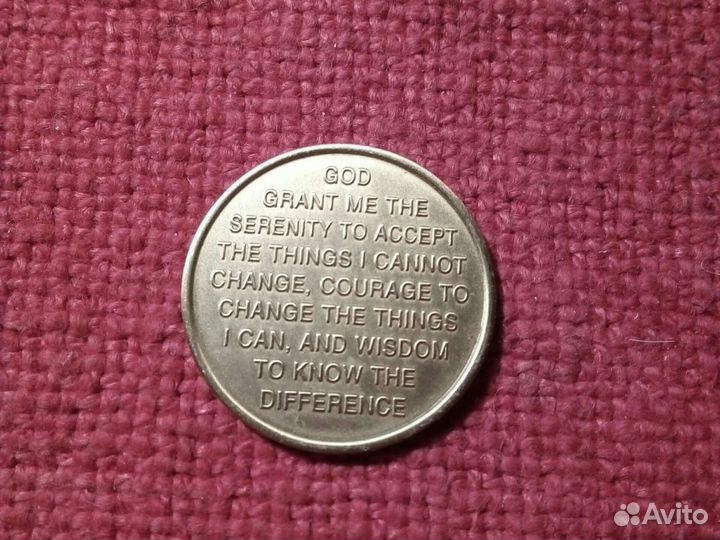 GOD
GRANT ME THE
SERENITY TO ACCEPT
THE THINGS I CANNOT
CHANGE, COURAGE TO
CHANGE THE THINGS
I CAN, AND WISDOM
TO KNOW THE
DIFFERENCE
Avito